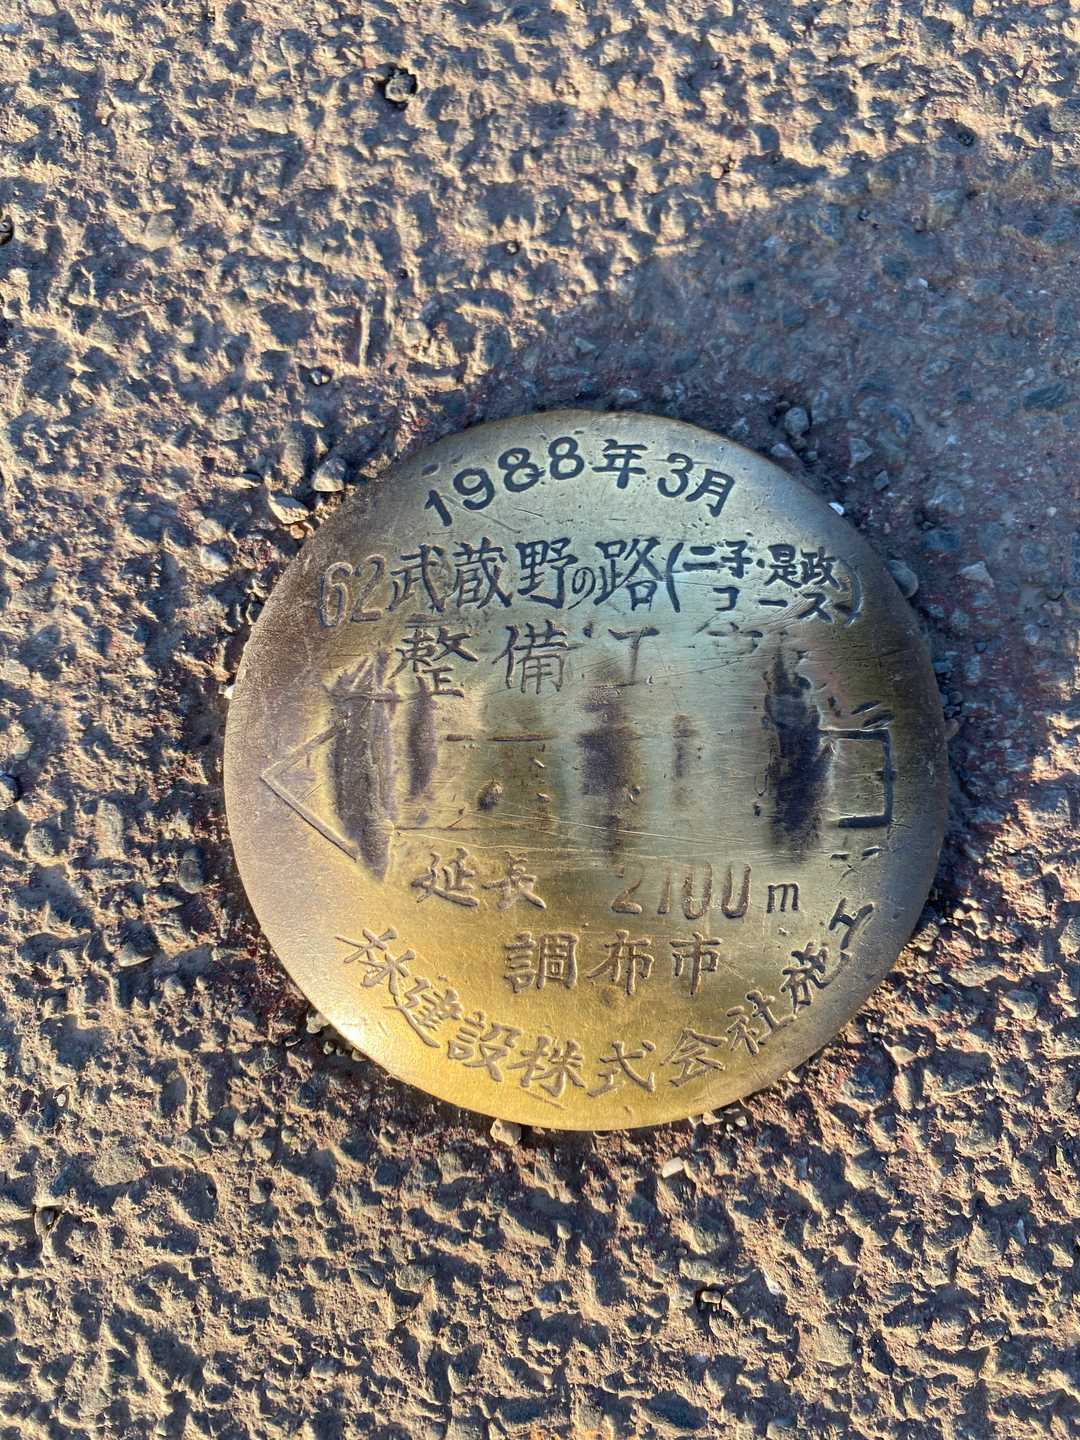 1988年3月
62武蔵野の路(二子・是政コース)
整備工
延長 2100m
調布市
建設株式会社施工